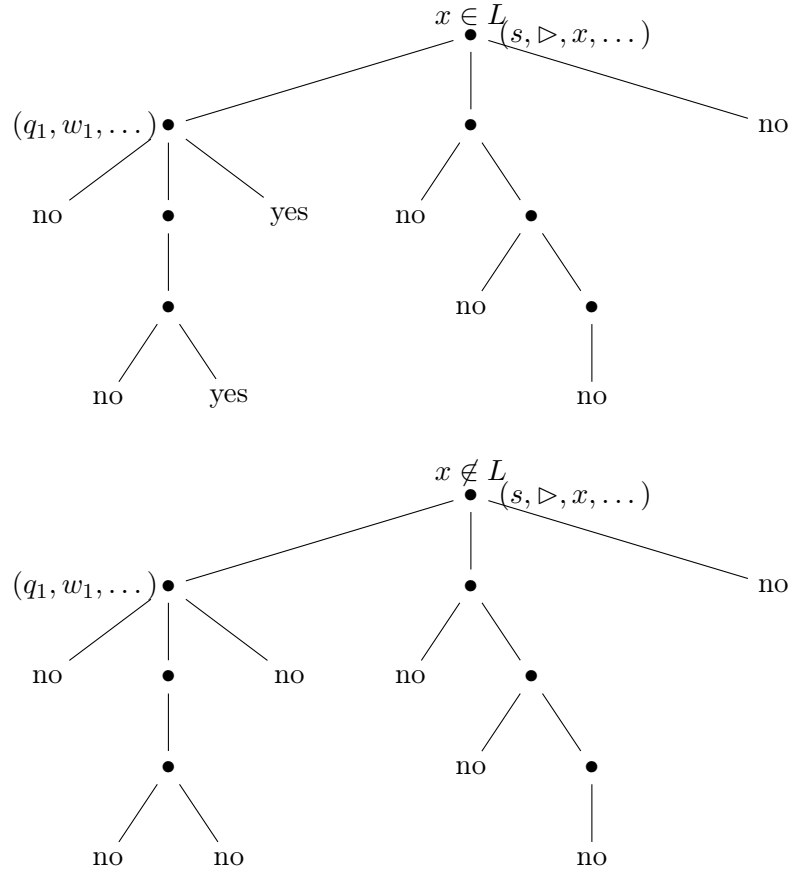 x ∈ L
(s, ▷, x, . . . )
(q₁, w₁, . . . )
no
no
yes
no
no
no
yes
no
x ∉ L
(s, ▷, x, . . . )
(q₁, w₁, . . . )
no
no
no
no
no
no
no
no